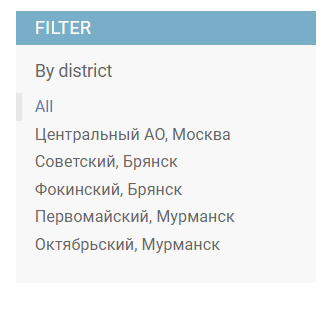 FILTER
By district
All
Центральный АО, Москва
Советский, Брянск
Фокинский, Брянск
Первомайский, Мурманск
Октябрьский, Мурманск